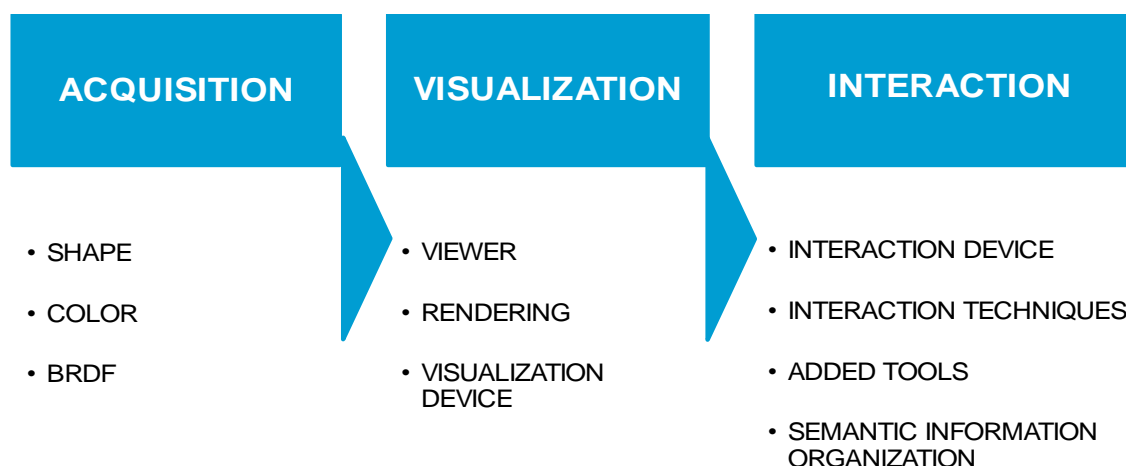 ACQUISITION
• SHAPE
• COLOR
• BRDF
VISUALIZATION
• VIEWER
• RENDERING
• VISUALIZATION
DEVICE
INTERACTION
• INTERACTION DEVICE
• INTERACTION TECHNIQUES
• ADDED TOOLS
• SEMANTIC INFORMATION
ORGANIZATION